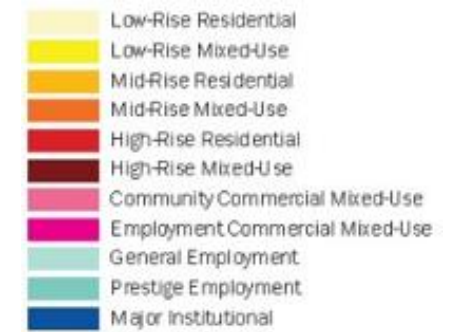 Low-Rise Residential
Low-Rise Mixed-Use
Mid-Rise Residential
Mid-Rise Mixed-Use
High-Rise Residential
High-Rise Mixed-Use
Community Commercial Mixed-Use
Employment Commercial Mixed-Use
General Employment
Prestige Employment
Major Institutional